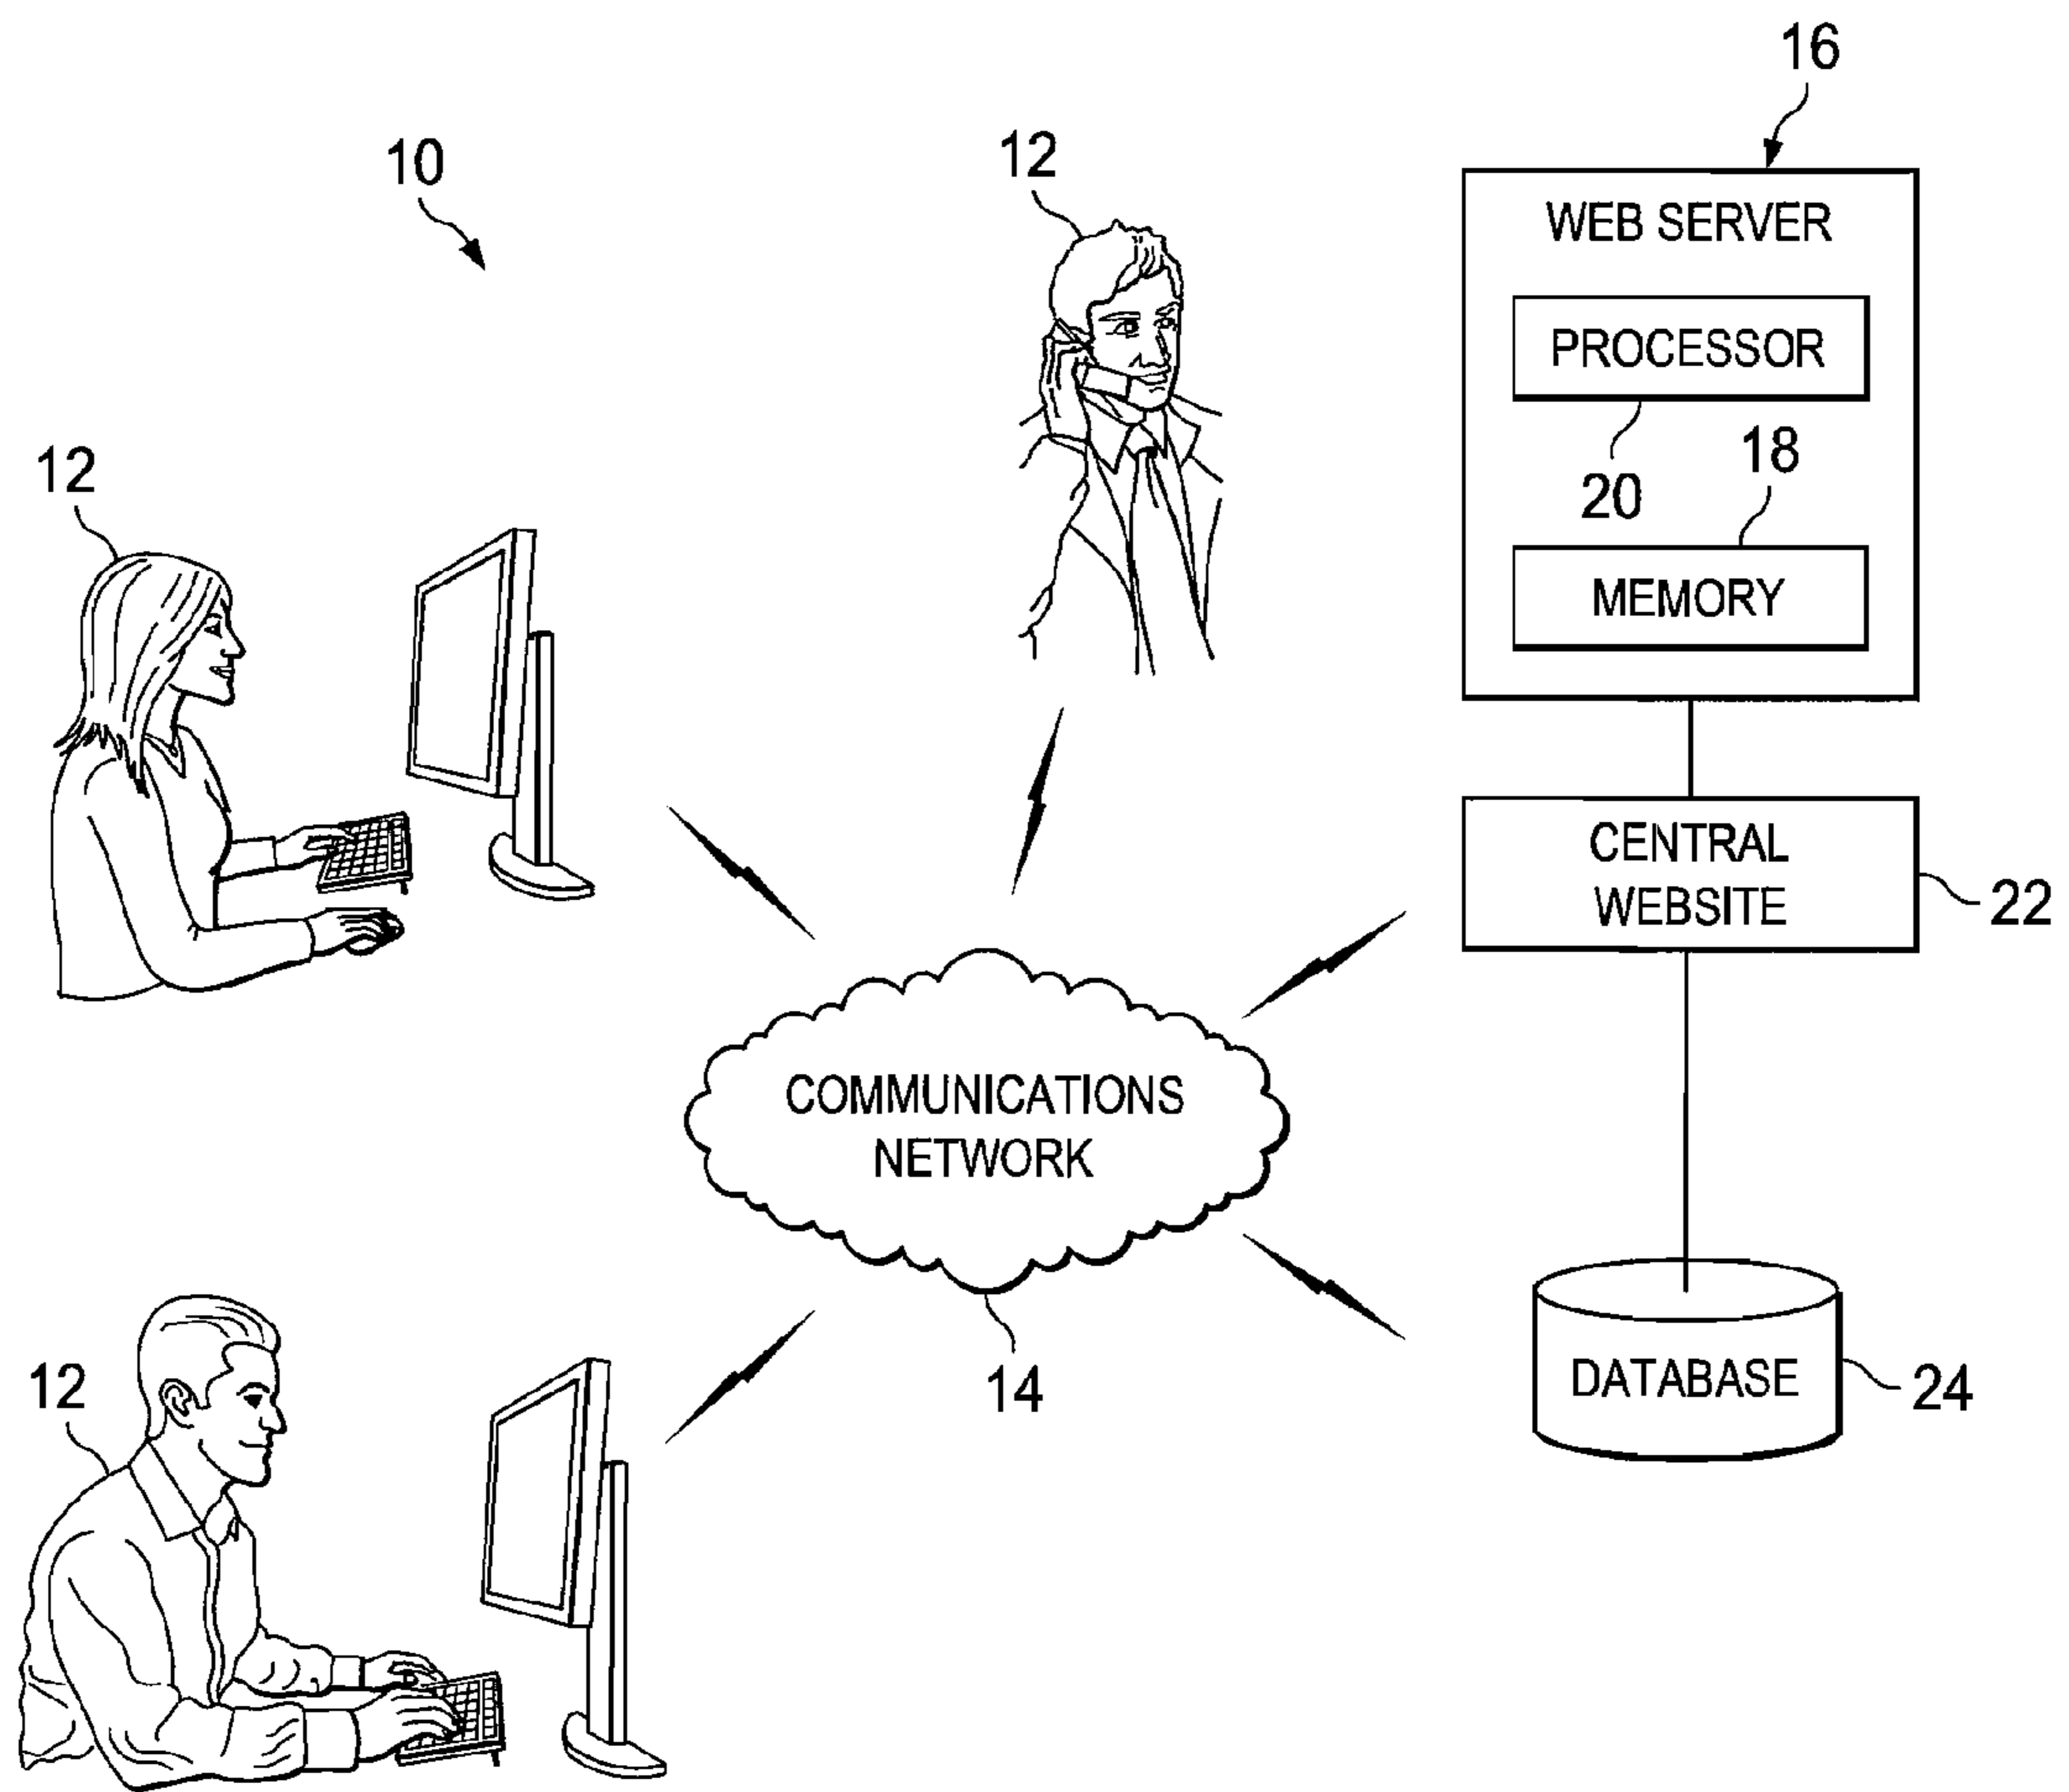 16
10
12
WEB SERVER
PROCESSOR
20
18
MEMORY
12
CENTRAL
WEBSITE
22
COMMUNICATIONS
NETWORK
14
12
DATABASE
24